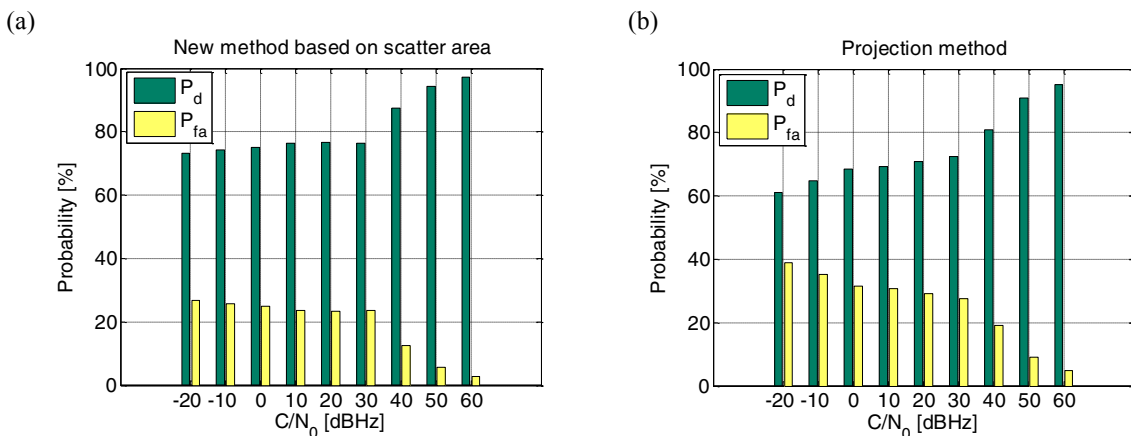 (a)
New method based on scatter area
100
80
60
40
20
0
Probability [%]
P_d
P_fa
-20 -10 0 10 20 30 40 50 60
C/N_0 [dBHz]
(b)
Projection method
100
80
60
40
20
0
Probability [%]
P_d
P_fa
-20 -10 0 10 20 30 40 50 60
C/N_0 [dBHz]